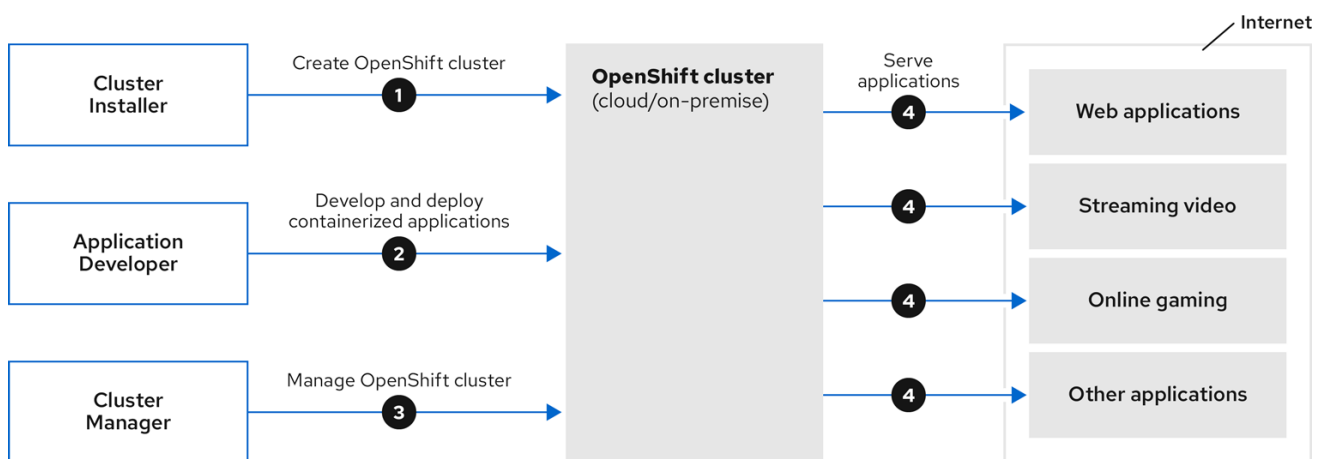 Internet
Cluster
Installer
Create OpenShift cluster
1
OpenShift cluster
(cloud/on-premise)
Serve
applications
4
Web applications
Application
Developer
Develop and deploy
containerized applications
2
4
Streaming video
4
Online gaming
Cluster
Manager
Manage OpenShift cluster
3
4
Other applications